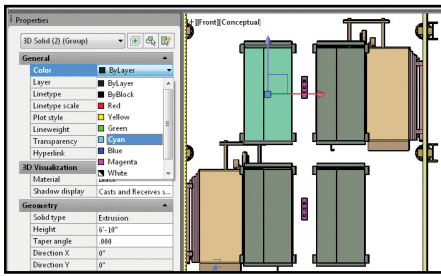 Properties
[-][Front][Conceptual]
3D Solid (2) (Group)
General
Color ByLayer
Layer ByLayer
Linetype ByBlock
Linetype scale Red
Plot style Yellow
Lineweight Green
Transparency Cyan
Hyperlink Blue
Magenta
White
3D Visualization
Material
Shadow display Casts and Receives s...
Geometry
Solid type Extrusion
Height 6'-10"
Taper angle .000
Direction X 0"
Direction Y 0"